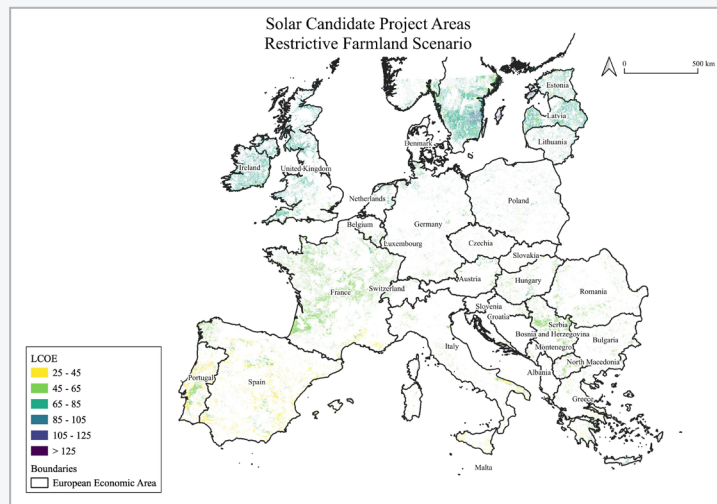 Solar Candidate Project Areas
Restrictive Farmland Scenario
0 500 km
Estonia
Latvia
Lithuania
Denmark
Ireland
United Kingdom
Netherlands
Poland
Belgium
Germany
Luxembourg
Czechia
Slovakia
Austria
Hungary
France
Switzerland
Romania
Slovenia
Croatia
Serbia
Bosnia and Herzegovina
Bulgaria
Montenegro
Italy
North Macedonia
Albania
Portugal
Spain
Greece
Malta
LCOE
25 - 45
45 - 65
65 - 85
85 - 105
105 - 125
> 125
Boundaries
European Economic Area